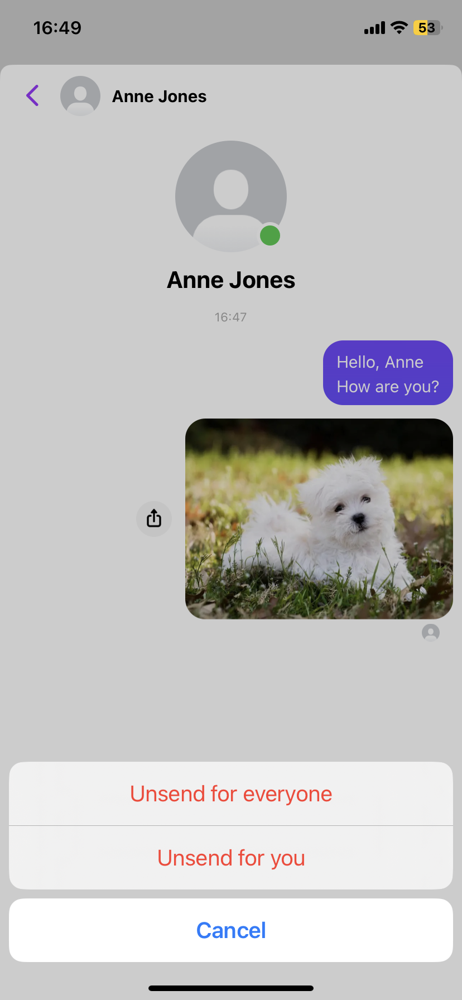 16:49
53
Anne Jones
Anne Jones
16:47
Hello, Anne
How are you?
Unsend for everyone
Unsend for you
Cancel